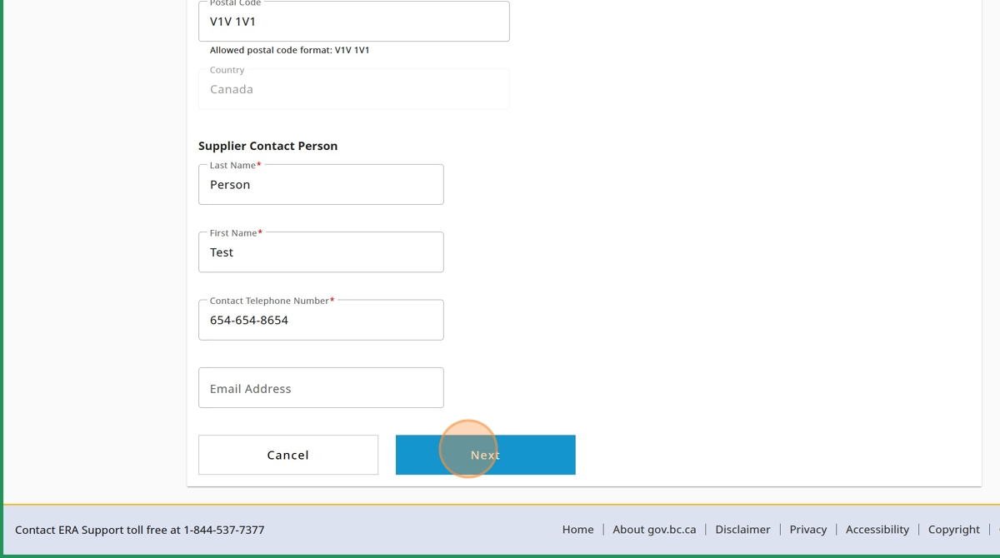 Postal Code
V1V 1V1
Allowed postal code format: V1V 1V1
Country
Canada
Supplier Contact Person
Last Name*
Person
First Name*
Test
Contact Telephone Number*
654-654-8654
Email Address
Cancel
Next
Contact ERA Support toll free at 1-844-537-7377
Home | About gov.bc.ca | Disclaimer | Privacy | Accessibility | Copyright |